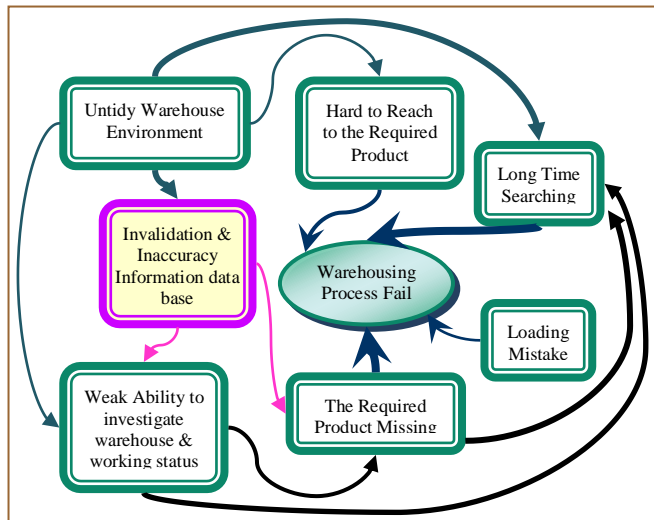 Untidy Warehouse
Environment
Hard to Reach
to the Required
Product
Long Time
Searching
Invalidation &
Inaccuracy
Information data
base
Warehousing
Process Fail
Loading
Mistake
Weak Ability to
investigate
warehouse &
working status
The Required
Product Missing